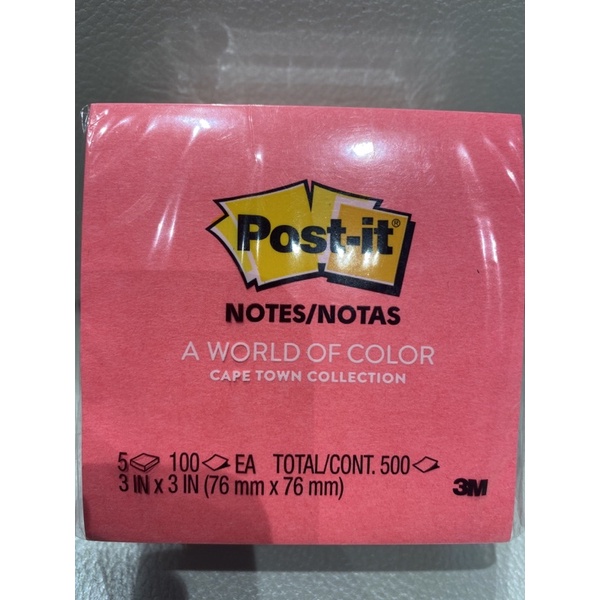 Post-it®
NOTES/NOTAS
A WORLD OF COLOR
CAPE TOWN COLLECTION
5 100 EA TOTAL/CONT. 500
3 IN x 3 IN (76 mm x 76 mm)
3M